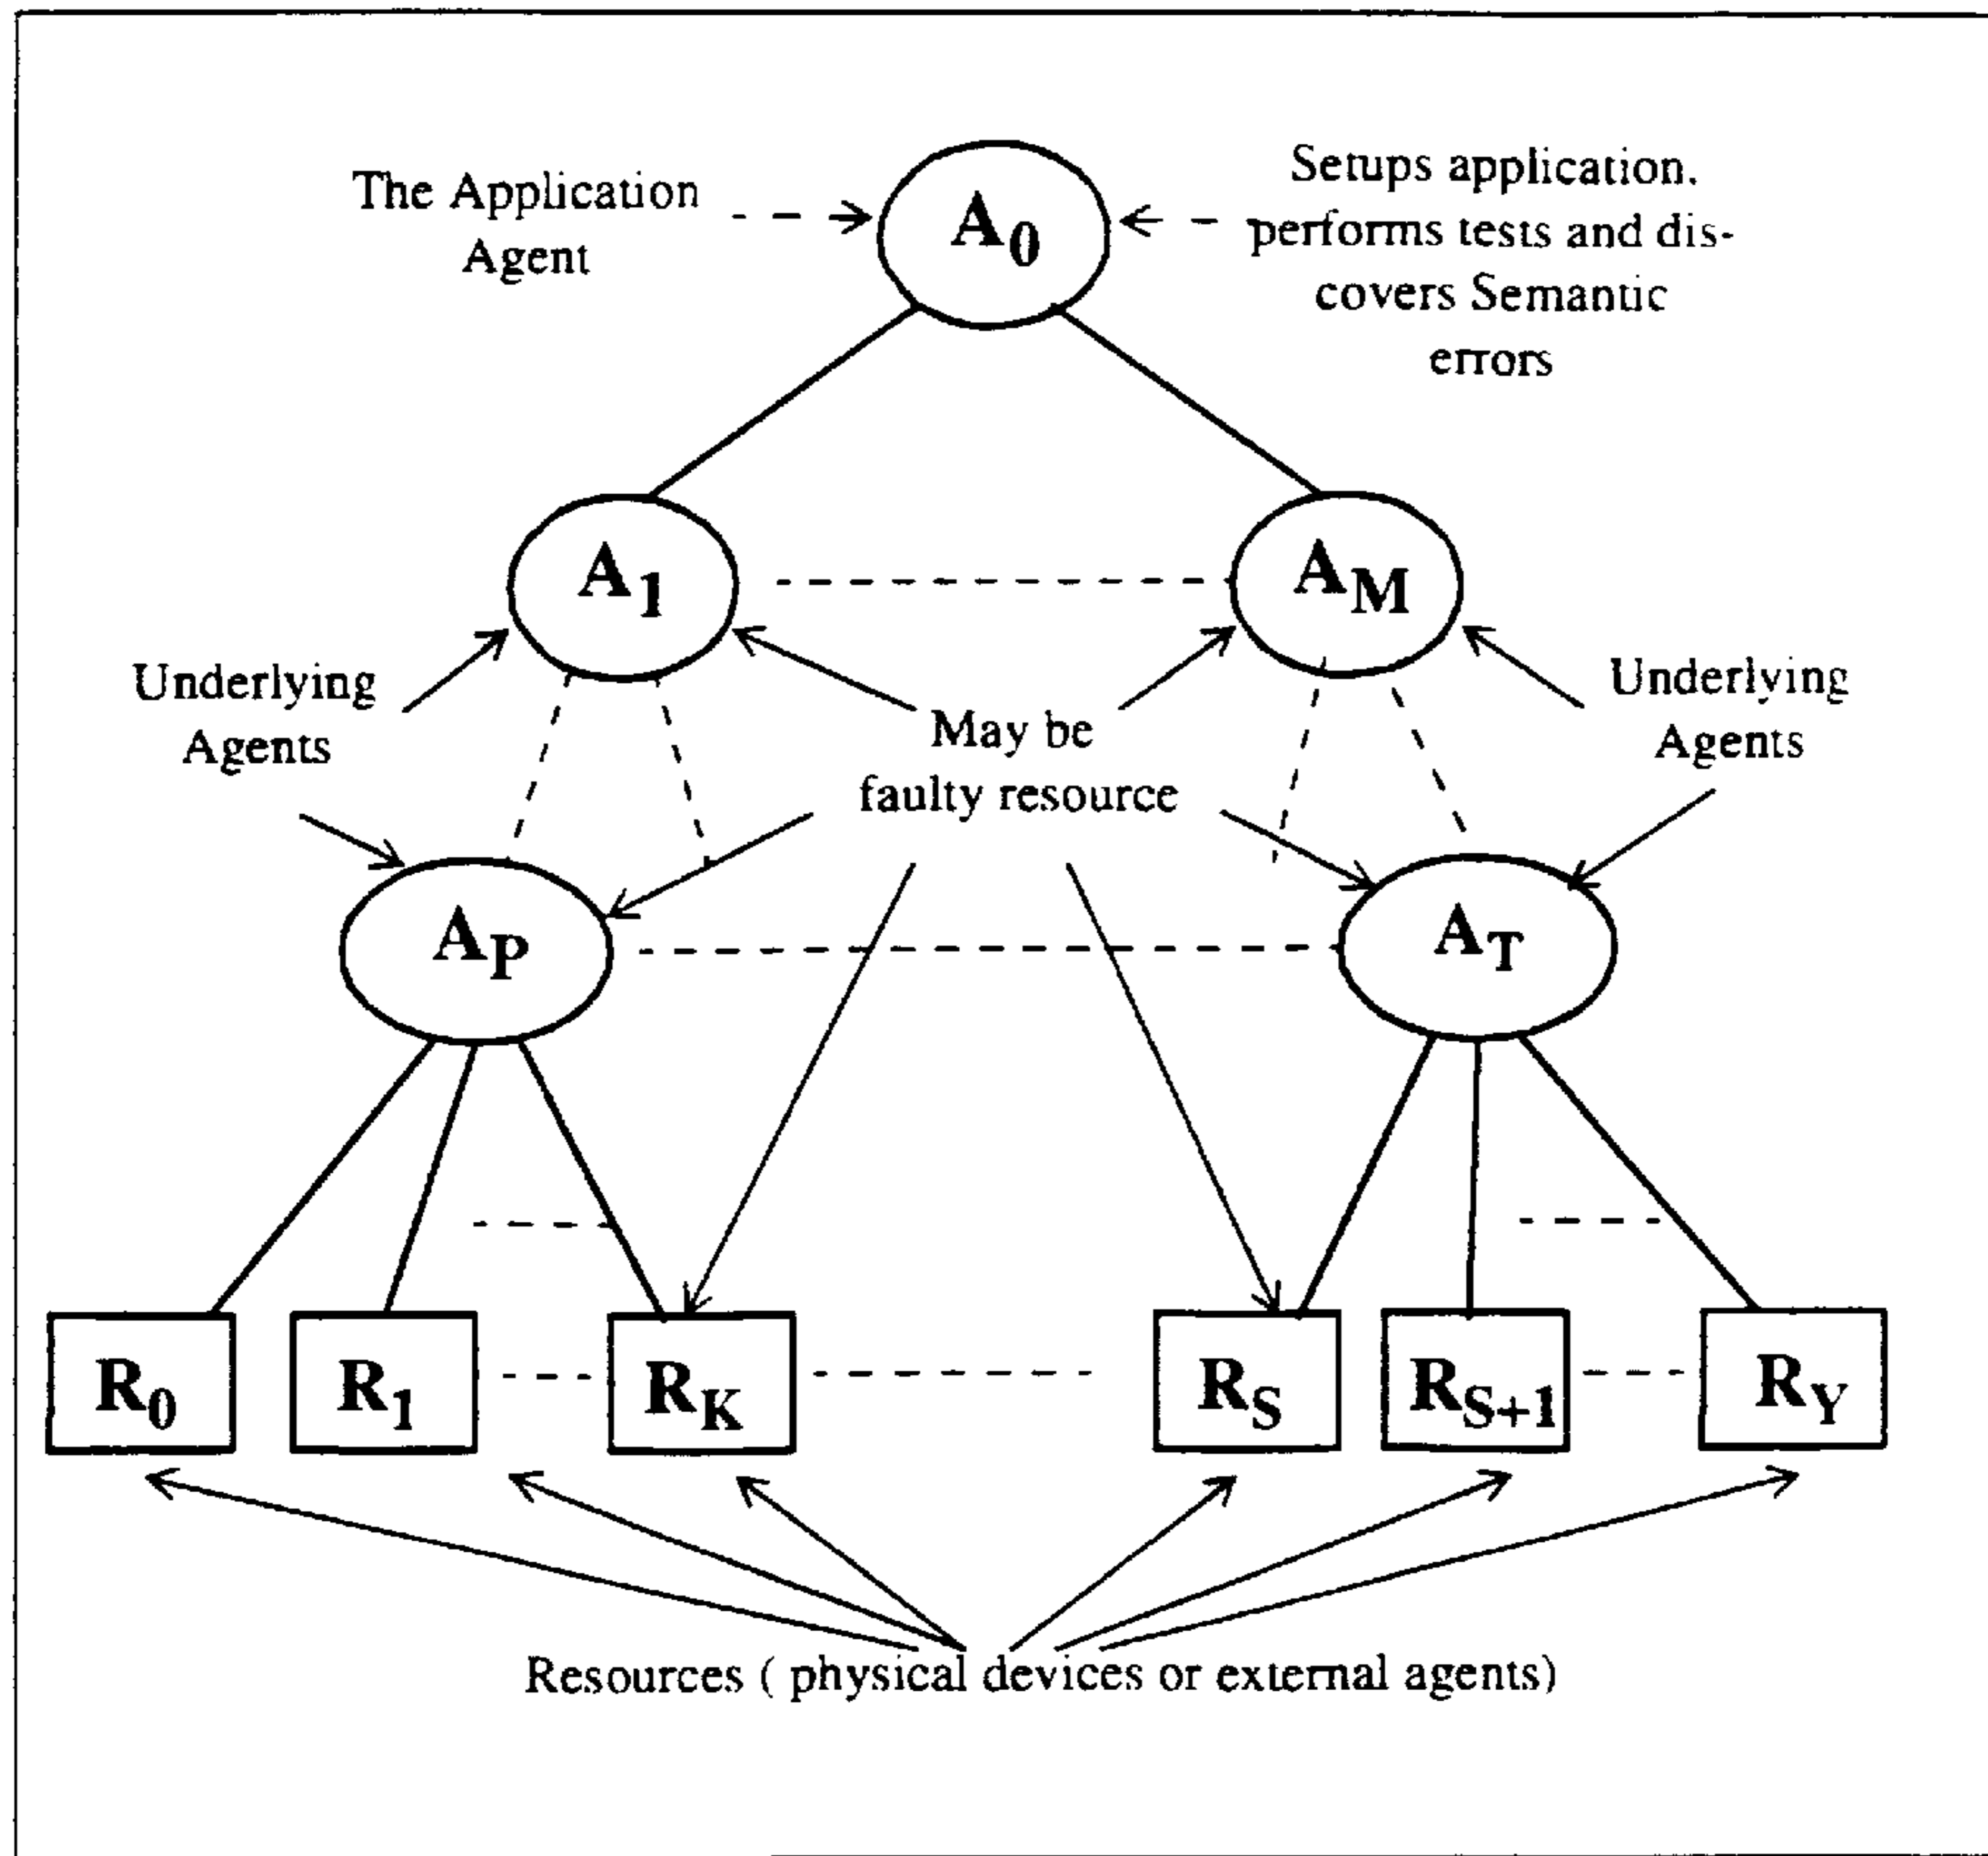 The Application
Agent
A0
Setups application.
performs tests and dis-
covers Semantic
errors
A1
AM
Underlying
Agents
May be
faulty resource
Underlying
Agents
AP
AT
R0
R1
RK
RS
RS+1
RY
Resources ( physical devices or external agents)